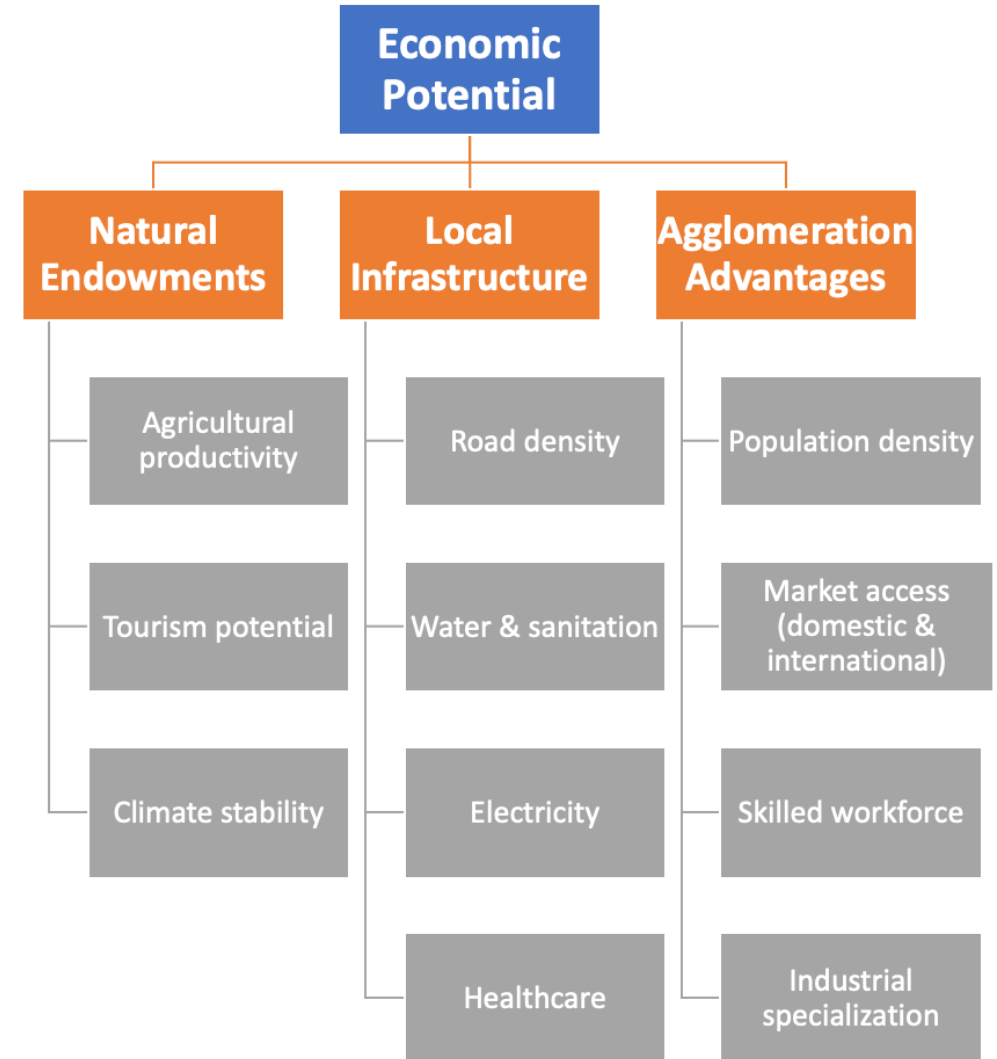 Economic
Potential
Natural
Endowments
Local
Infrastructure
Agglomeration
Advantages
Agricultural
productivity
Tourism potential
Climate stability
Road density
Water & sanitation
Electricity
Healthcare
Population density
Market access
(domestic &
international)
Skilled workforce
Industrial
specialization